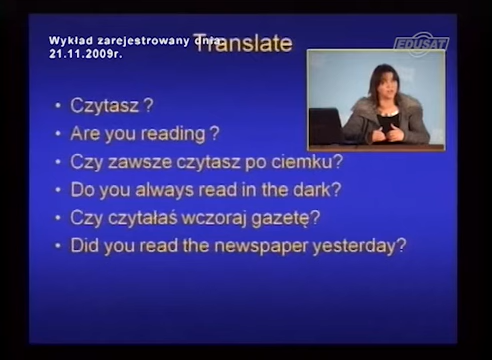 Wykład zarejestrowany dnia:
21.11.2009r.
Translate
EDUSAT
Czytasz ?
Are you reading ?
Czy zawsze czytasz po ciemku?
Do you always read in the dark?
Czy czytałaś wczoraj gazetę?
Did you read the newspaper yesterday?